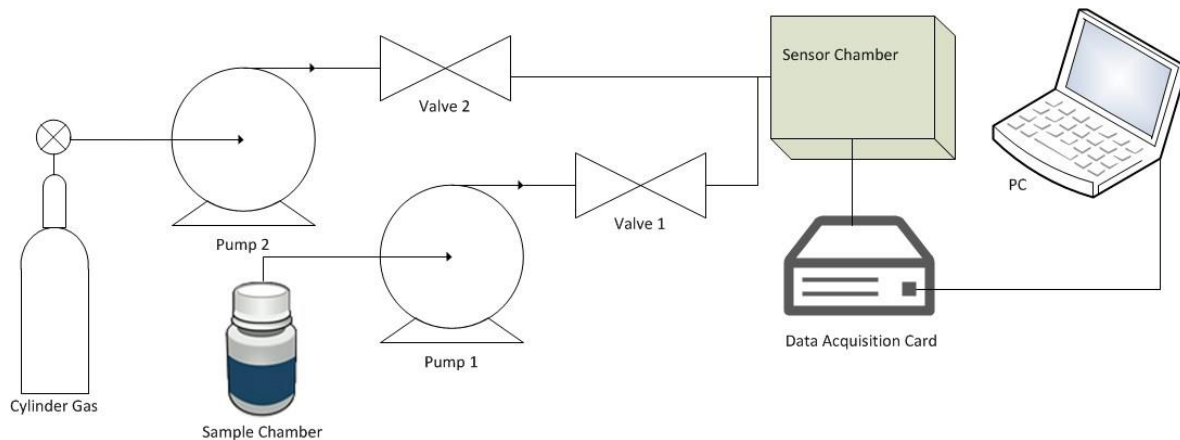 Sensor Chamber
Valve 2
PC
Valve 1
Pump 2
Data Acquisition Card
Pump 1
Cylinder Gas
Sample Chamber